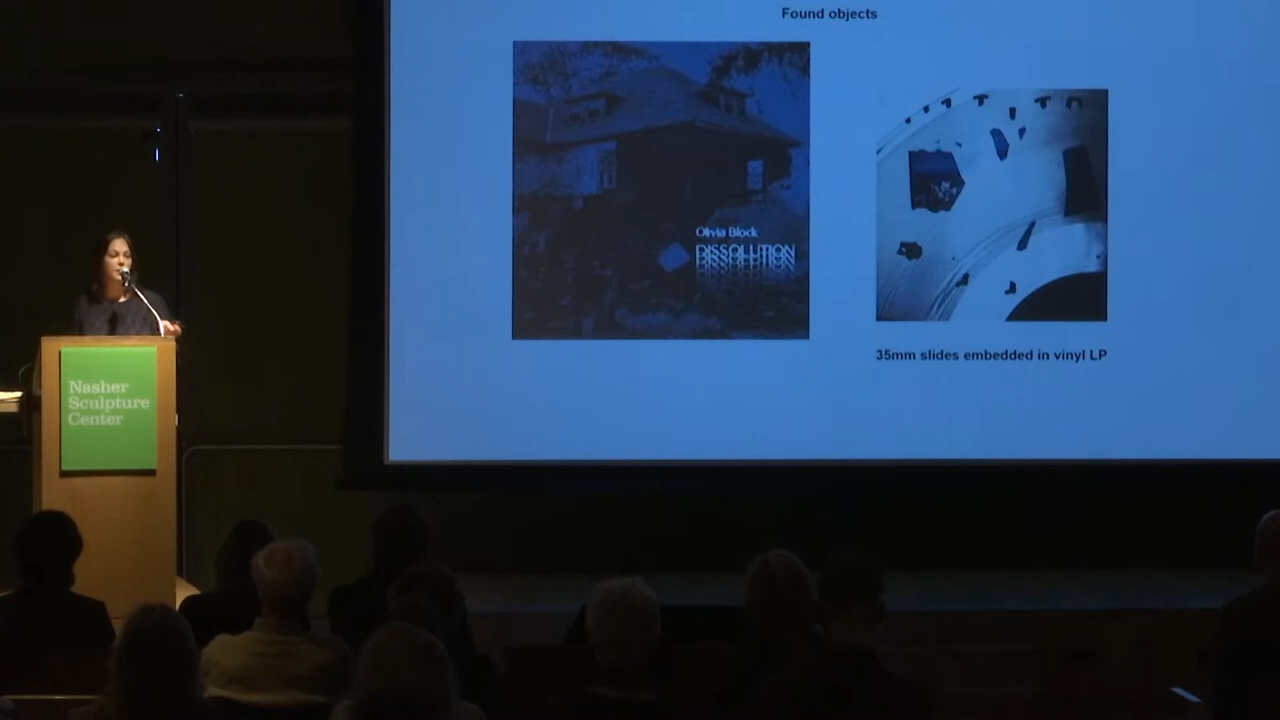 Found objects
Olivia Block
DISSOLUTION
35mm slides embedded in vinyl LP
Nasher
Sculpture
Center